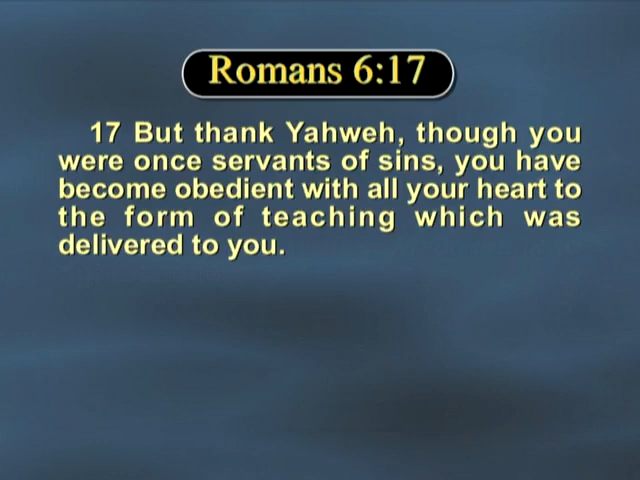 Romans 6:17
17 But thank Yahweh, though you
were once servants of sins, you have
become obedient with all your heart to
the form of teaching which was
delivered to you.